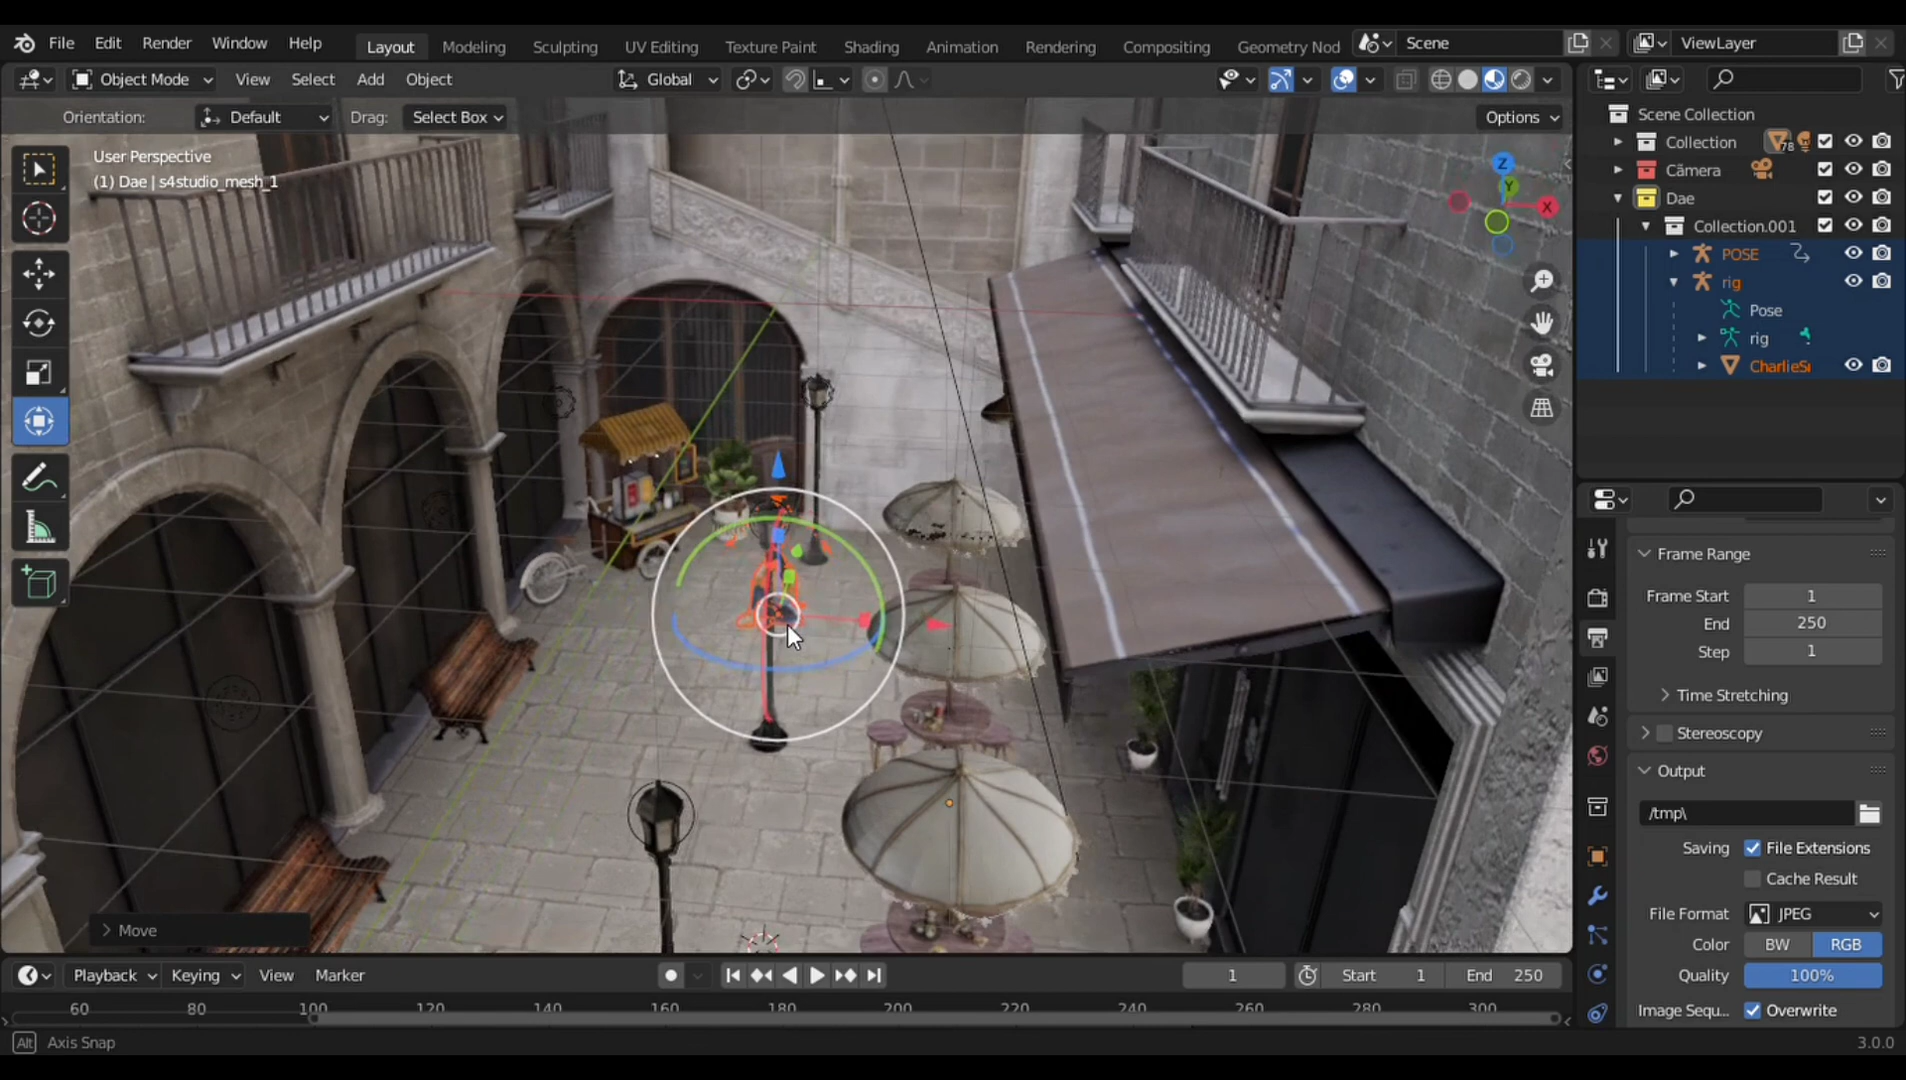 File Edit Render Window Help Layout Modeling Sculpting UV Editing Texture Paint Shading Animation Rendering Compositing Geometry Nod Scene ViewLayer
Object Mode View Select Add Object Global
Orientation: Default Drag: Select Box Options
User Perspective
(1) Dae | s4studio_mesh_1
Z
Y
X
Move
Scene Collection
Collection 78
Cãmera
Dae
Collection.001
POSE
rig
Pose
rig
CharlieSi
Frame Range
Frame Start 1
End 250
Step 1
Time Stretching
Stereoscopy
Output
/tmp\
Saving File Extensions
Cache Result
File Format JPEG
Color BW RGB
Quality 100%
Image Sequ... Overwrite
Playback Keying View Marker 1 Start 1 End 250
60 80 100 120 140 160 180 200 220 240 260 280 300
Alt Axis Snap 3.0.0